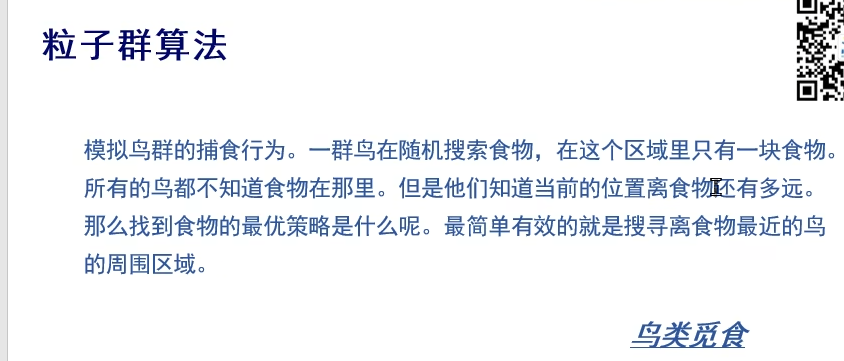 粒子群算法
模拟鸟群的捕食行为。一群鸟在随机搜索食物，在这个区域里只有一块食物。
所有的鸟都不知道食物在那里。但是他们知道当前的位置离食物还有多远。
那么找到食物的最优策略是什么呢。最简单有效的就是搜寻离食物最近的鸟
的周围区域。
鸟类觅食